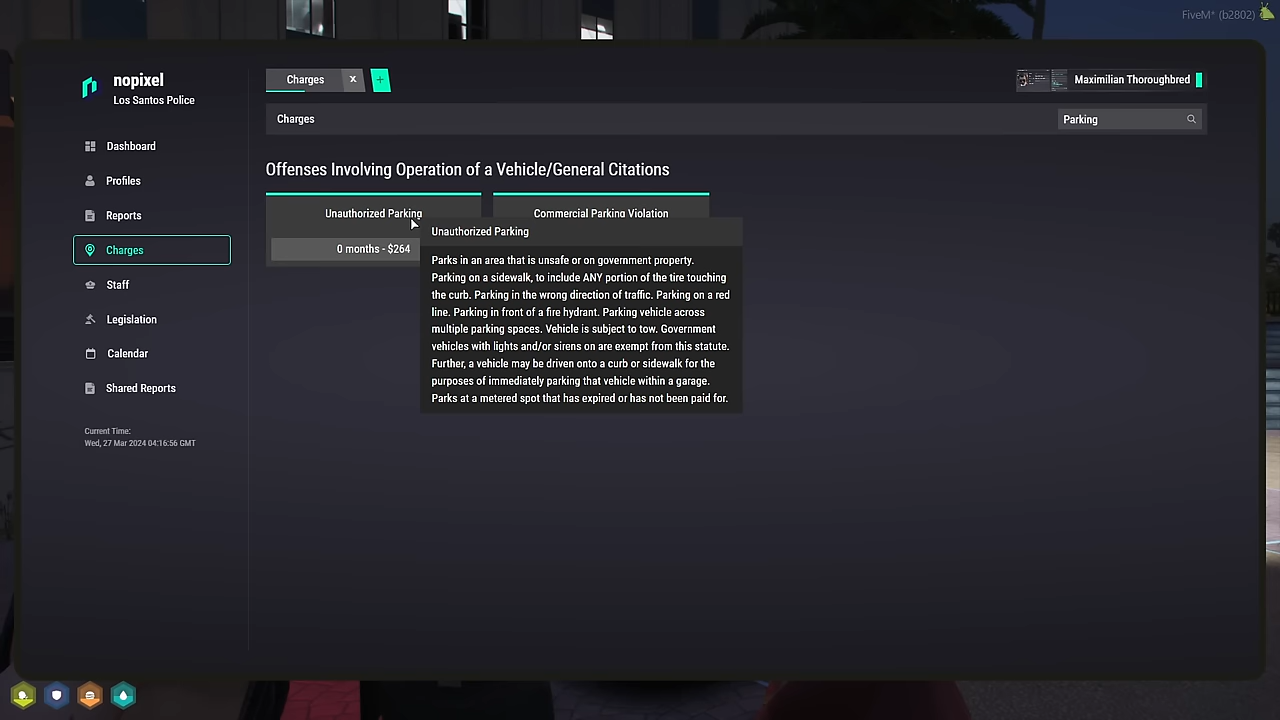 FiveM* (b2802)
nopixel
Los Santos Police
Charges
x
+
Maximilian Thoroughbred
Charges
Parking
Dashboard
Profiles
Reports
Charges
Staff
Legislation
Calendar
Shared Reports
Current Time:
Wed, 27 Mar 2024 04:16:56 GMT
Offenses Involving Operation of a Vehicle/General Citations
Unauthorized Parking
0 months - $264
Commercial Parking Violation
Unauthorized Parking
Parks in an area that is unsafe or on government property.
Parking on a sidewalk, to include ANY portion of the tire touching
the curb. Parking in the wrong direction of traffic. Parking on a red
line. Parking in front of a fire hydrant. Parking vehicle across
multiple parking spaces. Vehicle is subject to tow. Government
vehicles with lights and/or sirens on are exempt from this statute.
Further, a vehicle may be driven onto a curb or sidewalk for the
purposes of immediately parking that vehicle within a garage.
Parks at a metered spot that has expired or has not been paid for.